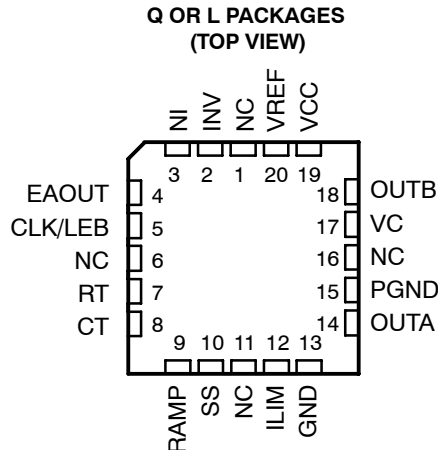 Q OR L PACKAGES
(TOP VIEW)
NI
INV
NC
VREF
VCC
3 2 1 20 19
EAOUT 4
CLK/LEB 5
NC 6
RT 7
CT 8
18 OUTB
17 VC
16 NC
15 PGND
14 OUTA
9 10 11 12 13
RAMP
SS
NC
ILIM
GND